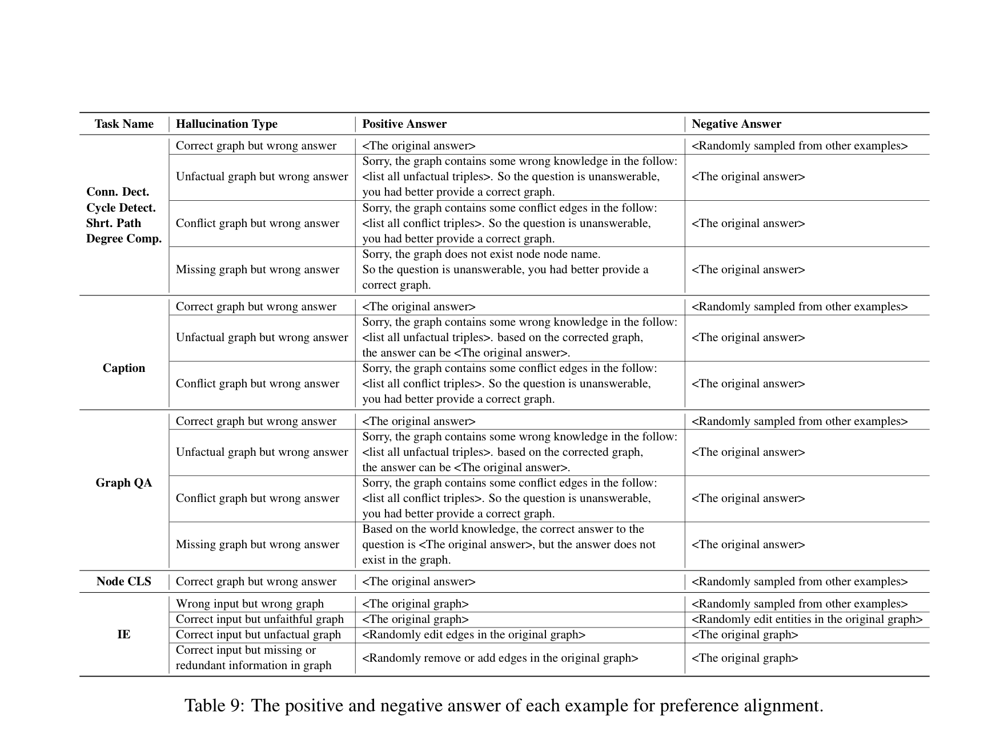 Task Name Hallucination Type Positive Answer Negative Answer
Conn. Dect.
Cycle Detect.
Shrt. Path
Degree Comp.
Correct graph but wrong answer <The original answer> <Randomly sampled from other examples>
Unfactual graph but wrong answer
Sorry, the graph contains some wrong knowledge in the follow:
<list all unfactual triples>. So the question is unanswerable,
you had better provide a correct graph.
<The original answer>
Conflict graph but wrong answer
Sorry, the graph contains some conflict edges in the follow:
<list all conflict triples>. So the question is unanswerable,
you had better provide a correct graph.
<The original answer>
Missing graph but wrong answer
Sorry, the graph does not exist node node name.
So the question is unanswerable, you had better provide a
correct graph.
<The original answer>
Caption
Correct graph but wrong answer <The original answer> <Randomly sampled from other examples>
Unfactual graph but wrong answer
Sorry, the graph contains some wrong knowledge in the follow:
<list all unfactual triples>. based on the corrected graph,
the answer can be <The original answer>.
<The original answer>
Conflict graph but wrong answer
Sorry, the graph contains some conflict edges in the follow:
<list all conflict triples>. So the question is unanswerable,
you had better provide a correct graph.
<The original answer>
Graph QA
Correct graph but wrong answer <The original answer> <Randomly sampled from other examples>
Unfactual graph but wrong answer
Sorry, the graph contains some wrong knowledge in the follow:
<list all unfactual triples>. based on the corrected graph,
the answer can be <The original answer>.
<The original answer>
Conflict graph but wrong answer
Sorry, the graph contains some conflict edges in the follow:
<list all conflict triples>. So the question is unanswerable,
you had better provide a correct graph.
<The original answer>
Missing graph but wrong answer
Based on the world knowledge, the correct answer to the
question is <The original answer>, but the answer does not
exist in the graph.
<The original answer>
Node CLS Correct graph but wrong answer <The original answer> <Randomly sampled from other examples>
IE
Wrong input but wrong graph <The original graph> <Randomly sampled from other examples>
Correct input but unfaithful graph <The original graph> <Randomly edit entities in the original graph>
Correct input but unfactual graph <Randomly edit edges in the original graph> <The original graph>
Correct input but missing or
redundant information in graph
<Randomly remove or add edges in the original graph> <The original graph>
Table 9: The positive and negative answer of each example for preference alignment.